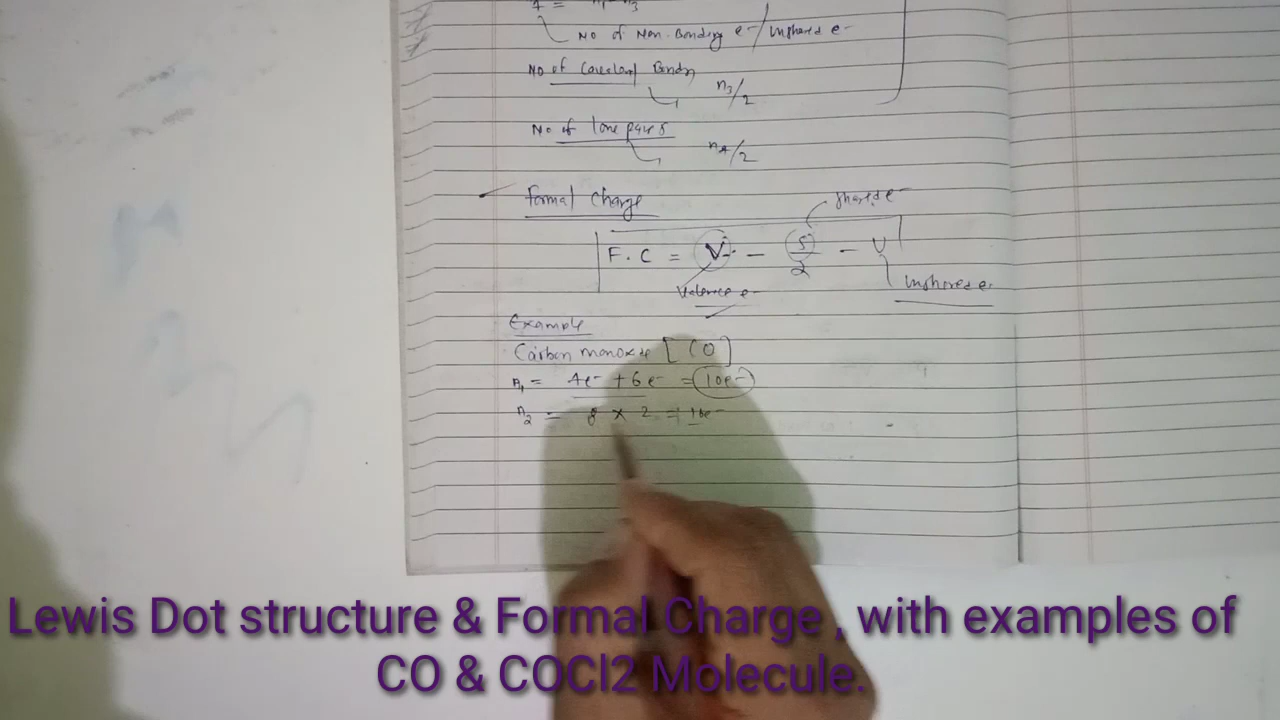 No of Non-Bonding e- / Unshared e-
No of Covalent Bonds
n3/2
No of lone pairs
n4/2
Formal Charge
Shared e-
F.C = V - S/2 - U
Valence e-
Unshared e-
Example
Carbon monoxide [CO]
n1 = 4e- + 6e- = 10e-
n2 = 8 x 2 = 16e-
Lewis Dot structure & Formal Charge , with examples of
CO & COCl2 Molecule.